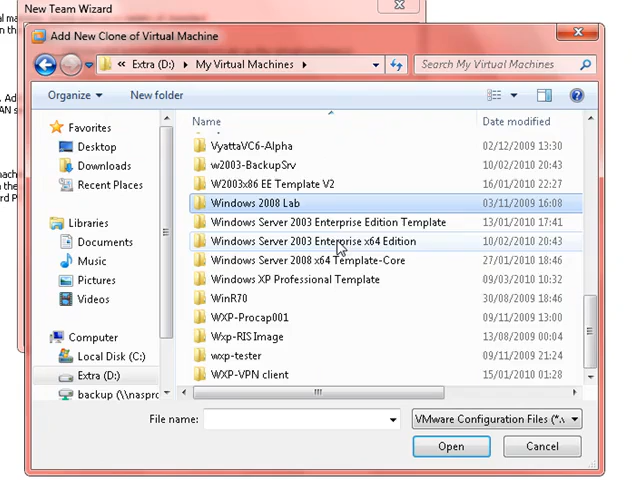 New Team Wizard
Add New Clone of Virtual Machine
« Extra (D:) ▸ My Virtual Machines ▸
Search My Virtual Machines
Organize
New folder
Favorites
Desktop
Downloads
Recent Places
Libraries
Documents
Music
Pictures
Videos
Computer
Local Disk (C:)
Extra (D:)
backup (\\naspro
Name Date modified
VyattaVC6-Alpha 02/12/2009 13:30
w2003-BackupSrv 10/02/2010 20:43
W2003x86 EE Template V2 16/01/2010 22:27
Windows 2008 Lab 03/11/2009 16:08
Windows Server 2003 Enterprise Edition Template 13/01/2010 17:41
Windows Server 2003 Enterprise x64 Edition 10/02/2010 20:43
Windows Server 2008 x64 Template-Core 27/01/2010 18:46
Windows XP Professional Template 09/03/2010 10:32
WinR70 30/08/2009 18:46
WXP-Procap001 09/11/2009 13:00
Wxp-RIS Image 13/08/2009 00:04
wxp-tester 09/11/2009 21:24
WXP-VPN client 15/01/2010 01:28
File name:
VMware Configuration Files (*.v
Open
Cancel